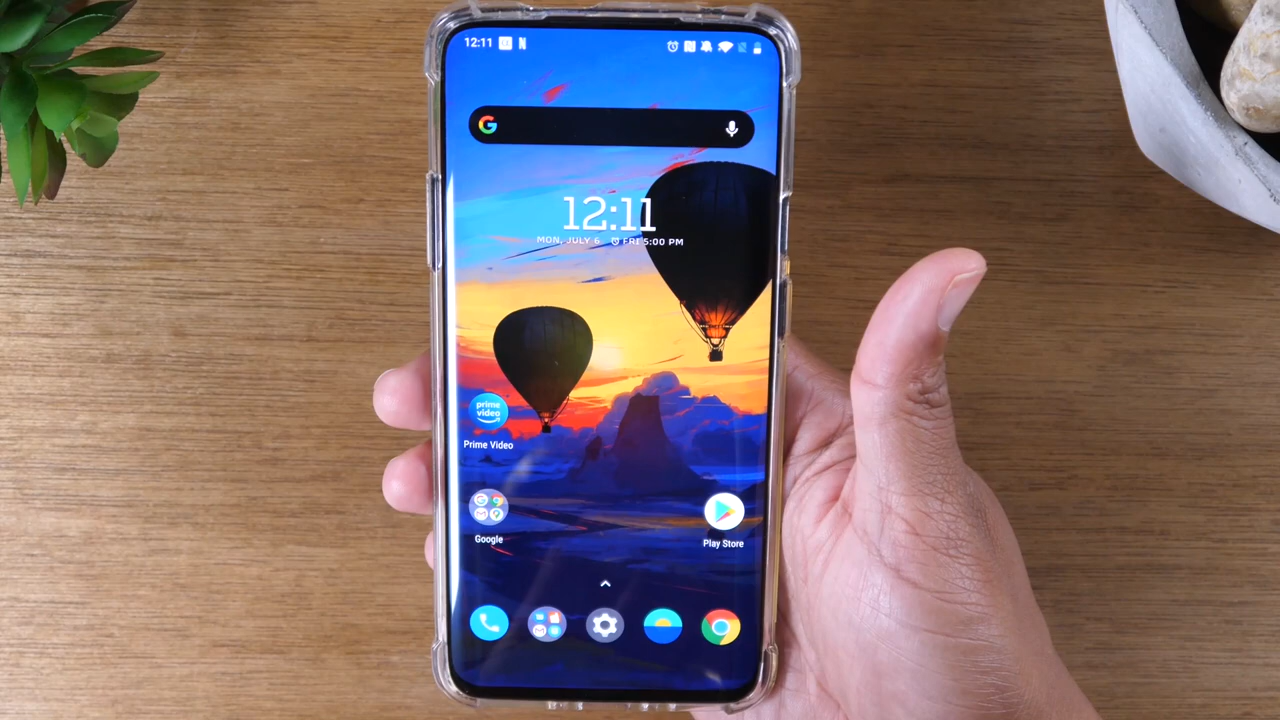 12:11
G
12:11
MON, JULY 6 FRI 5:00 PM
prime
video
Prime Video
Google
Play Store